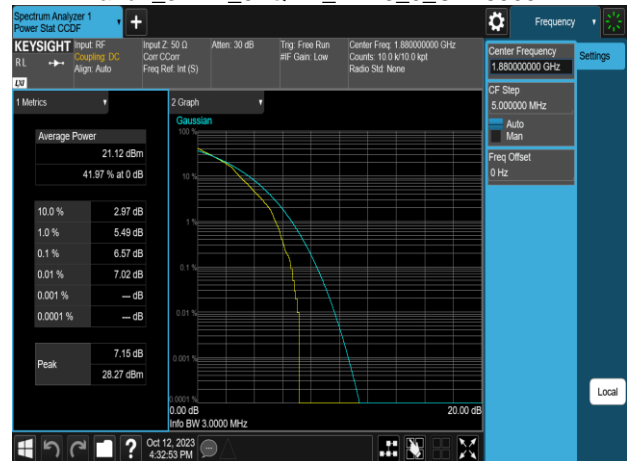 Spectrum Analyzer 1
Power Stat CCDF
Frequency
KEYSIGHT
RL
LXI
Input: RF
Coupling: DC
Align: Auto
Input Z: 50 Ω
Corr CCorr
Freq Ref: Int (S)
Atten: 30 dB
Trig: Free Run
#IF Gain: Low
Center Freq: 1.880000000 GHz
Counts: 10.0 k/10.0 kpt
Radio Std: None
Center Frequency
1.880000000 GHz
Settings
CF Step
5.000000 MHz
Auto
Man
Freq Offset
0 Hz
1 Metrics
Average Power
21.12 dBm
41.97 % at 0 dB
10.0 % 2.97 dB
1.0 % 5.49 dB
0.1 % 6.57 dB
0.01 % 7.02 dB
0.001 % --- dB
0.0001 % --- dB
Peak
7.15 dB
28.27 dBm
2 Graph
Gaussian
100 %
10 %
1 %
0.1 %
0.01 %
0.001 %
0.0001 %
0.00 dB 20.00 dB
Info BW 3.0000 MHz
Local
?
Oct 12, 2023
4:32:53 PM